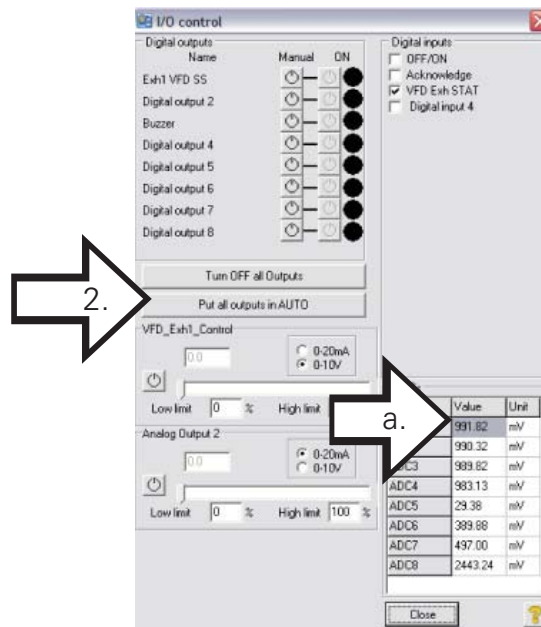 I/O control
Digital outputs
Name Manual ON
Exh1 VFD SS
Digital output 2
Buzzer
Digital output 4
Digital output 5
Digital output 6
Digital output 7
Digital output 8
Turn OFF all Outputs
Put all outputs in AUTO
2.
VFD_Exh1_Control
0.0
0-20mA
0-10V
Low limit 0 % High limit
Analog Output 2
0.0
0-20mA
0-10V
Low limit 0 % High limit 100 %
Digital inputs
OFF/ON
Acknowledge
VFD Exh STAT
Digital input 4
a.
Value Unit
991.82 mV
990.32 mV
ADC3 989.82 mV
ADC4 983.13 mV
ADC5 29.38 mV
ADC6 389.88 mV
ADC7 497.00 mV
ADC8 2443.24 mV
Close
?